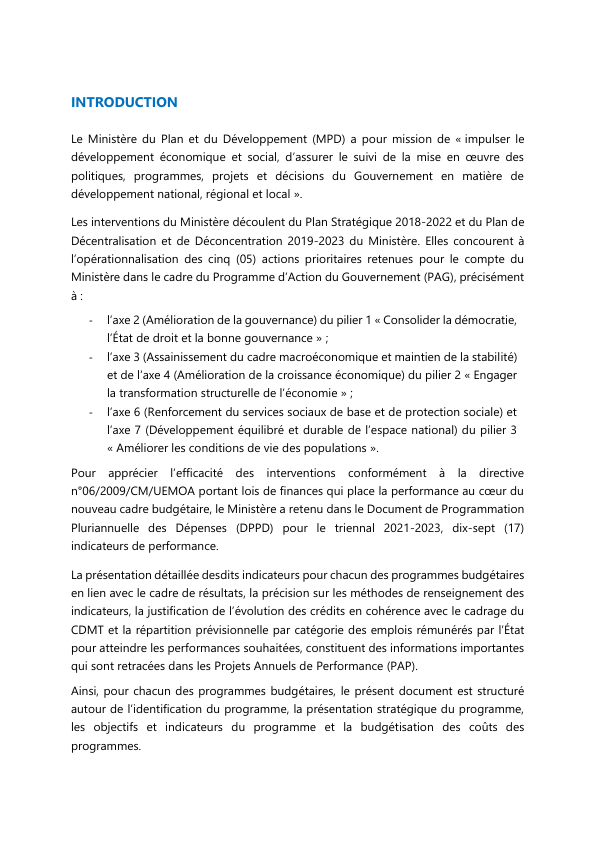 INTRODUCTION
Le Ministère du Plan et du Développement (MPD) a pour mission de « impulser le
développement économique et social, d’assurer le suivi de la mise en œuvre des
politiques, programmes, projets et décisions du Gouvernement en matière de
développement national, régional et local ».
Les interventions du Ministère découlent du Plan Stratégique 2018-2022 et du Plan de
Décentralisation et de Déconcentration 2019-2023 du Ministère. Elles concourent à
l’opérationnalisation des cinq (05) actions prioritaires retenues pour le compte du
Ministère dans le cadre du Programme d’Action du Gouvernement (PAG), précisément
à :
- l’axe 2 (Amélioration de la gouvernance) du pilier 1 « Consolider la démocratie,
l’État de droit et la bonne gouvernance » ;
- l’axe 3 (Assainissement du cadre macroéconomique et maintien de la stabilité)
et de l’axe 4 (Amélioration de la croissance économique) du pilier 2 « Engager
la transformation structurelle de l’économie » ;
- l’axe 6 (Renforcement du services sociaux de base et de protection sociale) et
l’axe 7 (Développement équilibré et durable de l’espace national) du pilier 3
« Améliorer les conditions de vie des populations ».
Pour apprécier l’efficacité des interventions conformément à la directive
n°06/2009/CM/UEMOA portant lois de finances qui place la performance au cœur du
nouveau cadre budgétaire, le Ministère a retenu dans le Document de Programmation
Pluriannuelle des Dépenses (DPPD) pour le triennal 2021-2023, dix-sept (17)
indicateurs de performance.
La présentation détaillée desdits indicateurs pour chacun des programmes budgétaires
en lien avec le cadre de résultats, la précision sur les méthodes de renseignement des
indicateurs, la justification de l’évolution des crédits en cohérence avec le cadrage du
CDMT et la répartition prévisionnelle par catégorie des emplois rémunérés par l’État
pour atteindre les performances souhaitées, constituent des informations importantes
qui sont retracées dans les Projets Annuels de Performance (PAP).
Ainsi, pour chacun des programmes budgétaires, le présent document est structuré
autour de l’identification du programme, la présentation stratégique du programme,
les objectifs et indicateurs du programme et la budgétisation des coûts des
programmes.